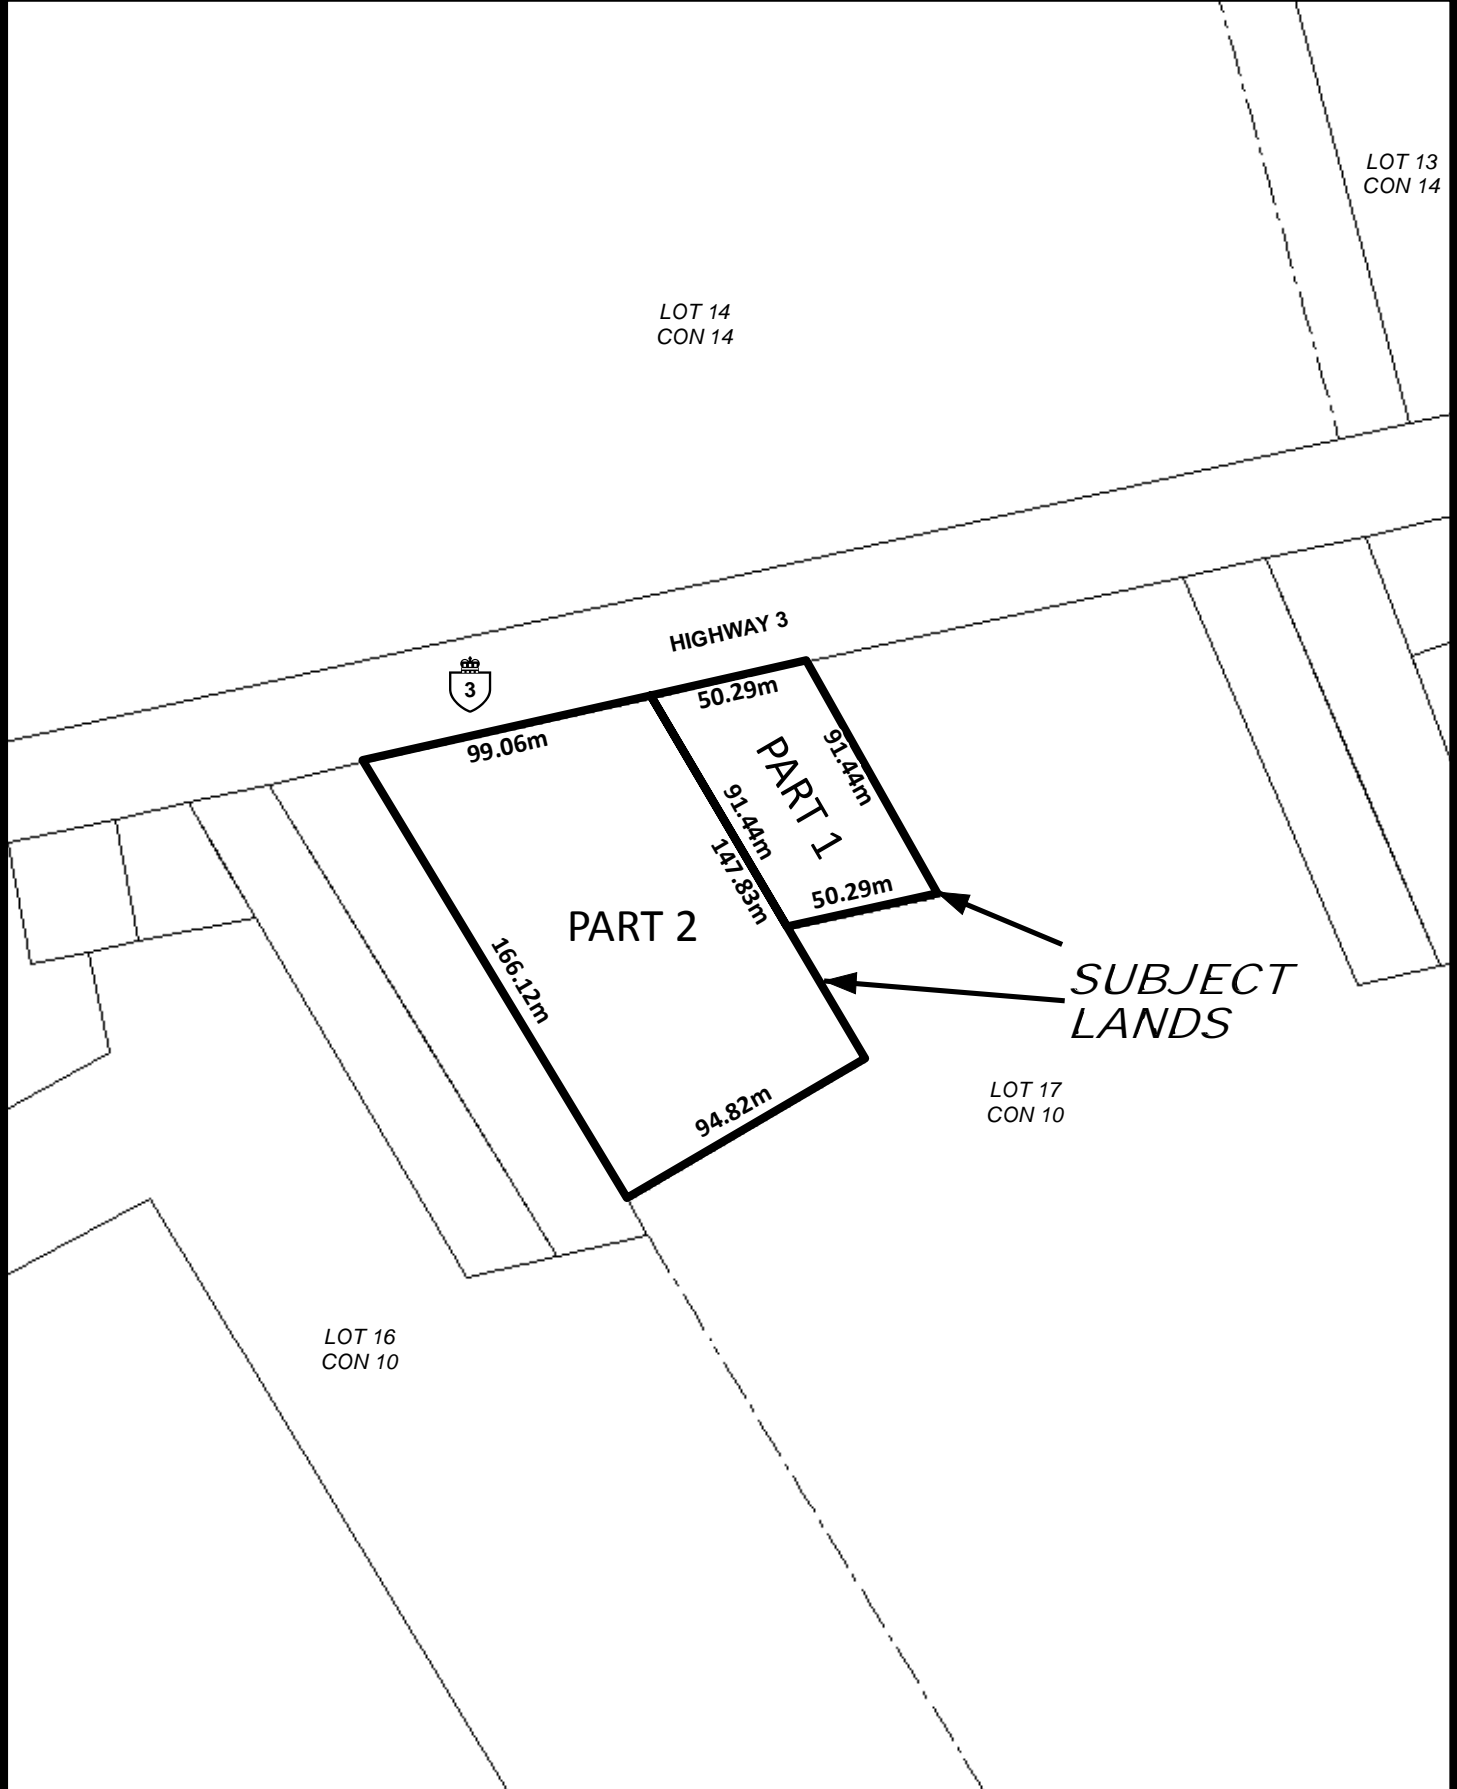 LOT 13
CON 14
LOT 14
CON 14
HIGHWAY 3
3
50.29m
99.06m
91.44m
PART 1
91.44m
147.83m
50.29m
PART 2
166.12m
SUBJECT
LANDS
94.82m
LOT 17
CON 10
LOT 16
CON 10